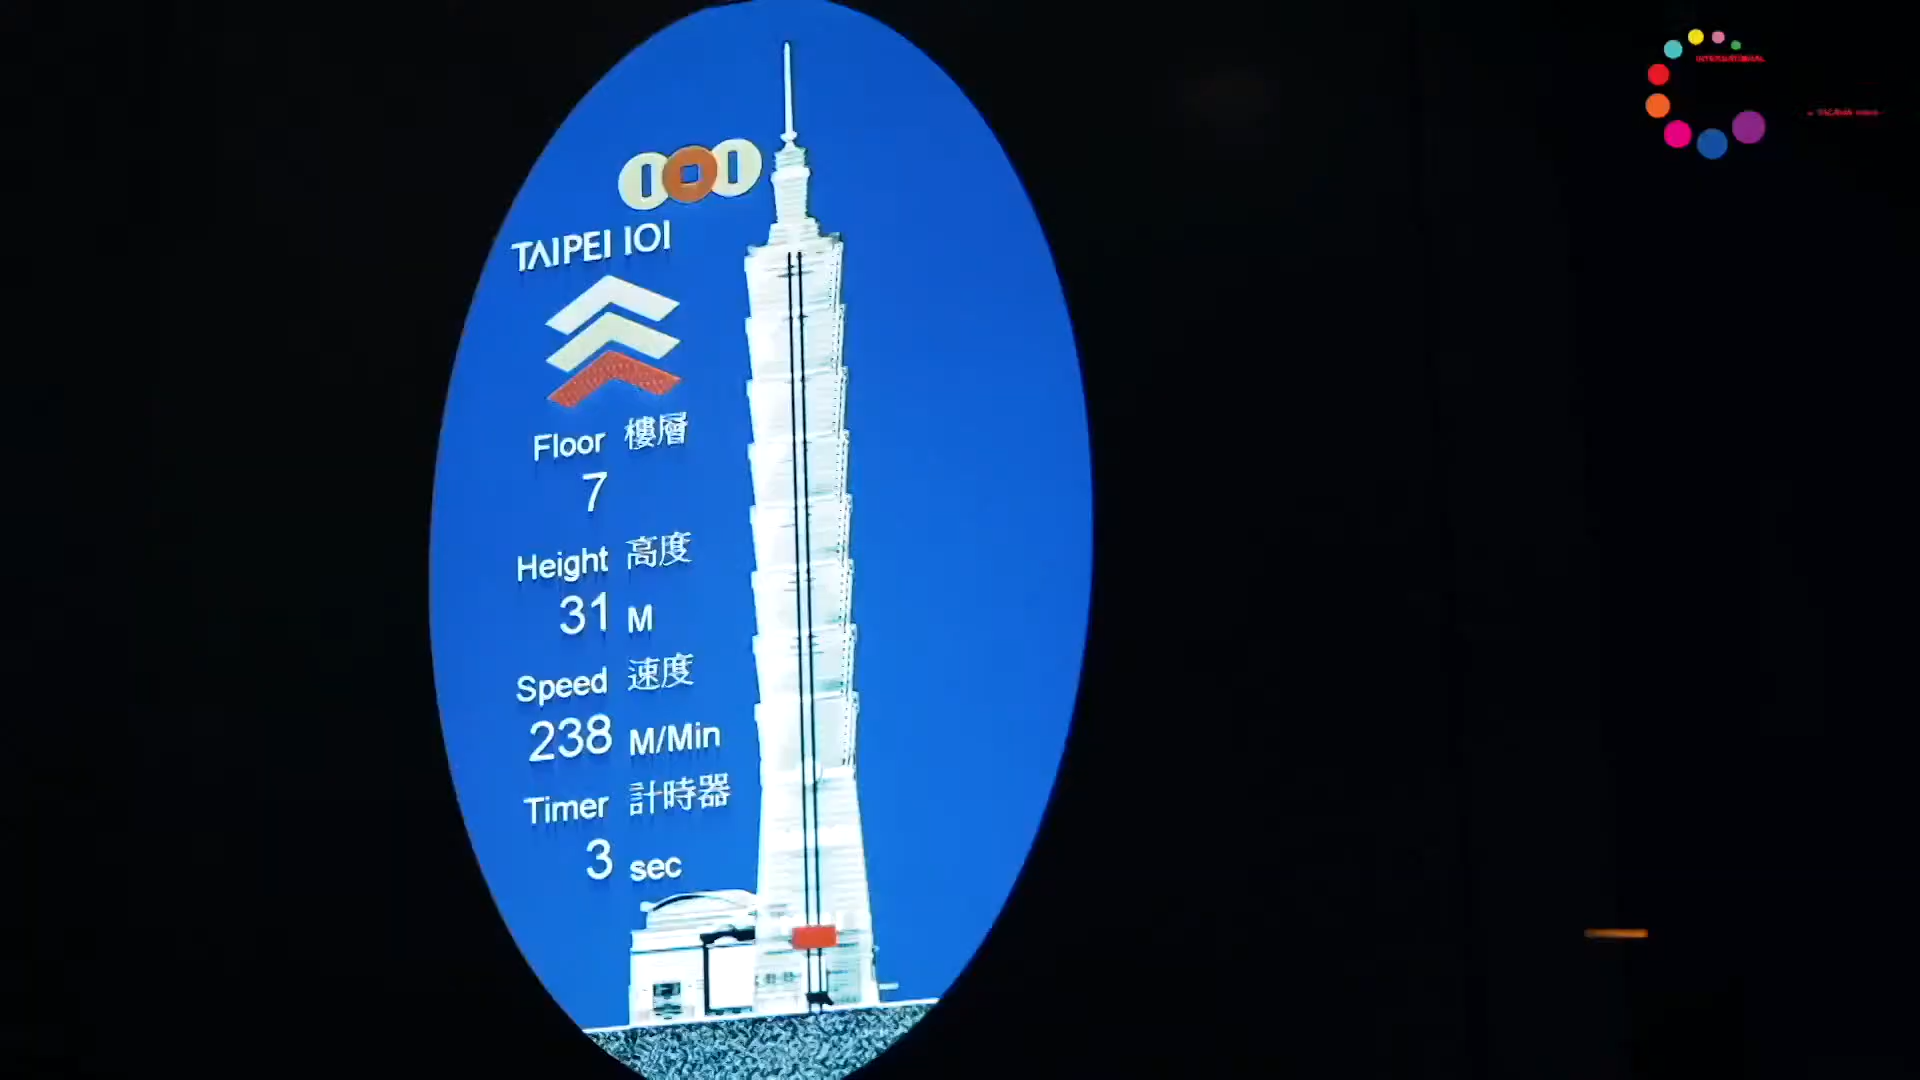 TAIPEI 101
Floor 樓層
7
Height 高度
31 M
Speed 速度
238 M/Min
Timer 計時器
3 sec
INTERNATIONAL